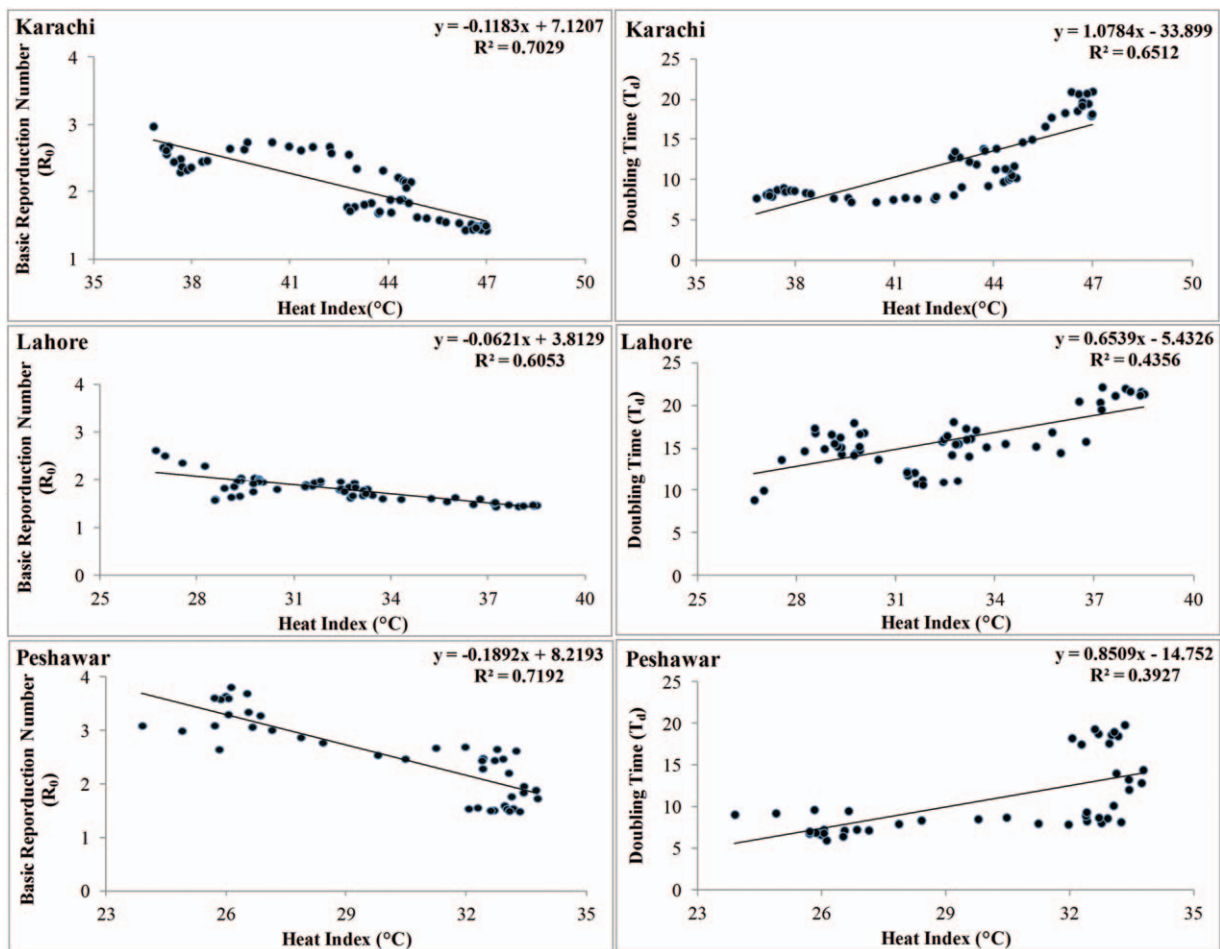 Karachi
y = -0.1183x + 7.1207
R² = 0.7029
Basic Reporduction Number
(R0)
4
3
2
1
35 38 41 44 47 50
Heat Index(°C)
Karachi
y = 1.0784x - 33.899
R² = 0.6512
Doubling Time (Td)
25
20
15
10
5
0
35 38 41 44 47 50
Heat Index (°C)
Lahore
y = -0.0621x + 3.8129
R² = 0.6053
Basic Reporduction Number
(R0)
4
3
2
1
0
25 28 31 34 37 40
Heat Index (°C)
Lahore
y = 0.6539x - 5.4326
R² = 0.4356
Doubling Time (Td)
25
20
15
10
5
0
25 28 31 34 37 40
Heat Index (°C)
Peshawar
y = -0.1892x + 8.2193
R² = 0.7192
Basic Reporduction Number
(R0)
4
3
2
1
0
23 26 29 32 35
Heat Index (°C)
Peshawar
y = 0.8509x - 14.752
R² = 0.3927
Doubling Time (Td)
25
20
15
10
5
0
23 26 29 32 35
Heat Index (°C)